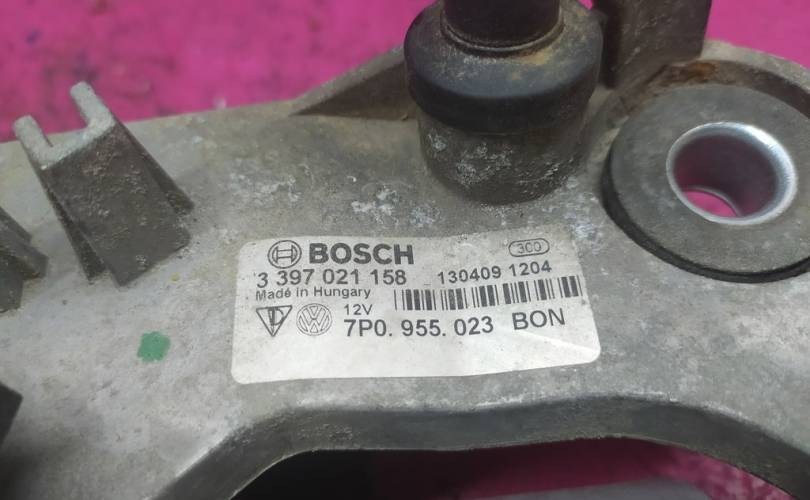 BOSCH 300
3 397 021 158 130409 1204
Made in Hungary
12V
7P0. 955. 023 BON